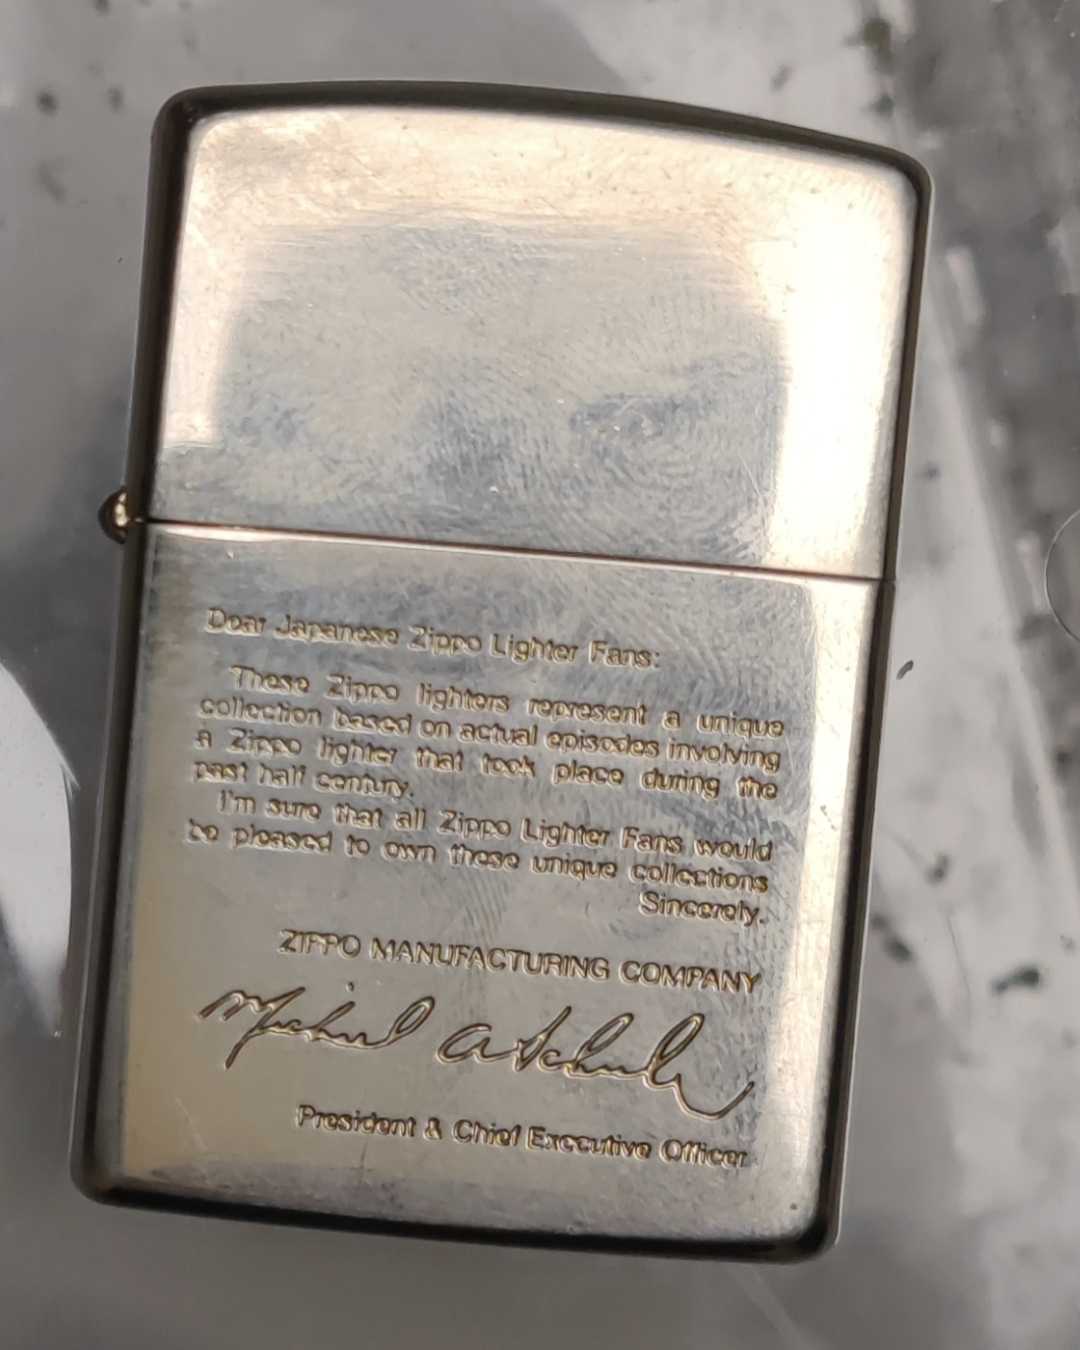 Dear Japanese Zippo Lighter Fans:
These Zippo lighters represent a unique
collection based on actual episodes involving
a Zippo lighter that took place during the
past half century.
I'm sure that all Zippo Lighter Fans would
be pleased to own these unique collections
Sincerely.
ZIPPO MANUFACTURING COMPANY
Michael A Schuler
President & Chief Executive Officer